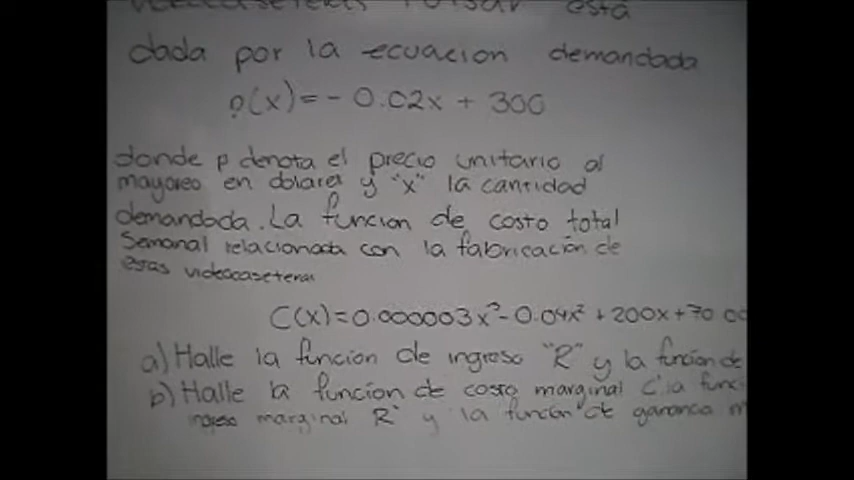 esta
dada por la ecuacion demandada
p(x)= - 0.02x + 300
donde p denota el precio unitario al
mayoreo en dolares y "x" la cantidad
demandada. La funcion de costo total
Semanal relacionada con la fabricación de
estas videocaseteras
C(x)=0.000003x³-0.04x²+200x+70 00
a) Halle la funcion de ingreso "R" y la funcion de
b) Halle la funcion de costo marginal C' la funci
ingreso marginal R' y la funcion de ganancia m